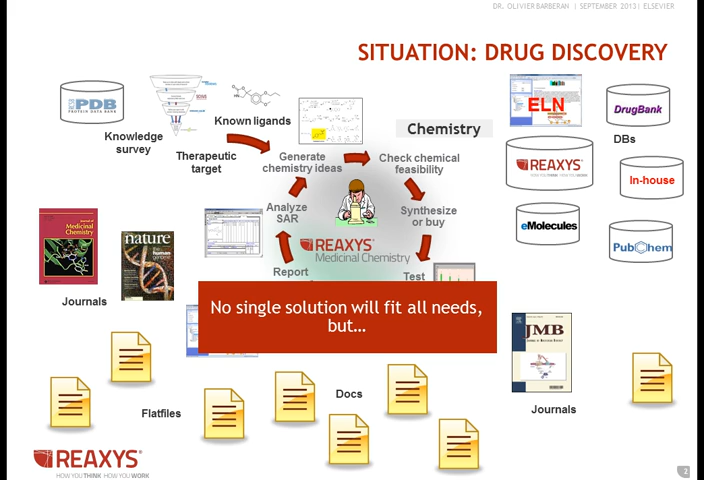 DR. OLIVIER BARBERAN | SEPTEMBER 2013| ELSEVIER
SITUATION: DRUG DISCOVERY
PDB
PROTEIN DATA BANK
Knowledge
survey
Known ligands
Therapeutic
target
Generate
chemistry ideas
Chemistry
Check chemical
feasibility
Synthesize
or buy
Test
Report
Analyze
SAR
REAXYS®
Medicinal Chemistry
ELN
DrugBank
DBs
REAXYS®
In-house
eMolecules
PubChem
Journal of
Medicinal
Chemistry
nature
human
genome
Journals
No single solution will fit all needs,
but…
JMB
Journals
Flatfiles
Docs
REAXYS®
HOW YOU THINK. HOW YOU WORK
2